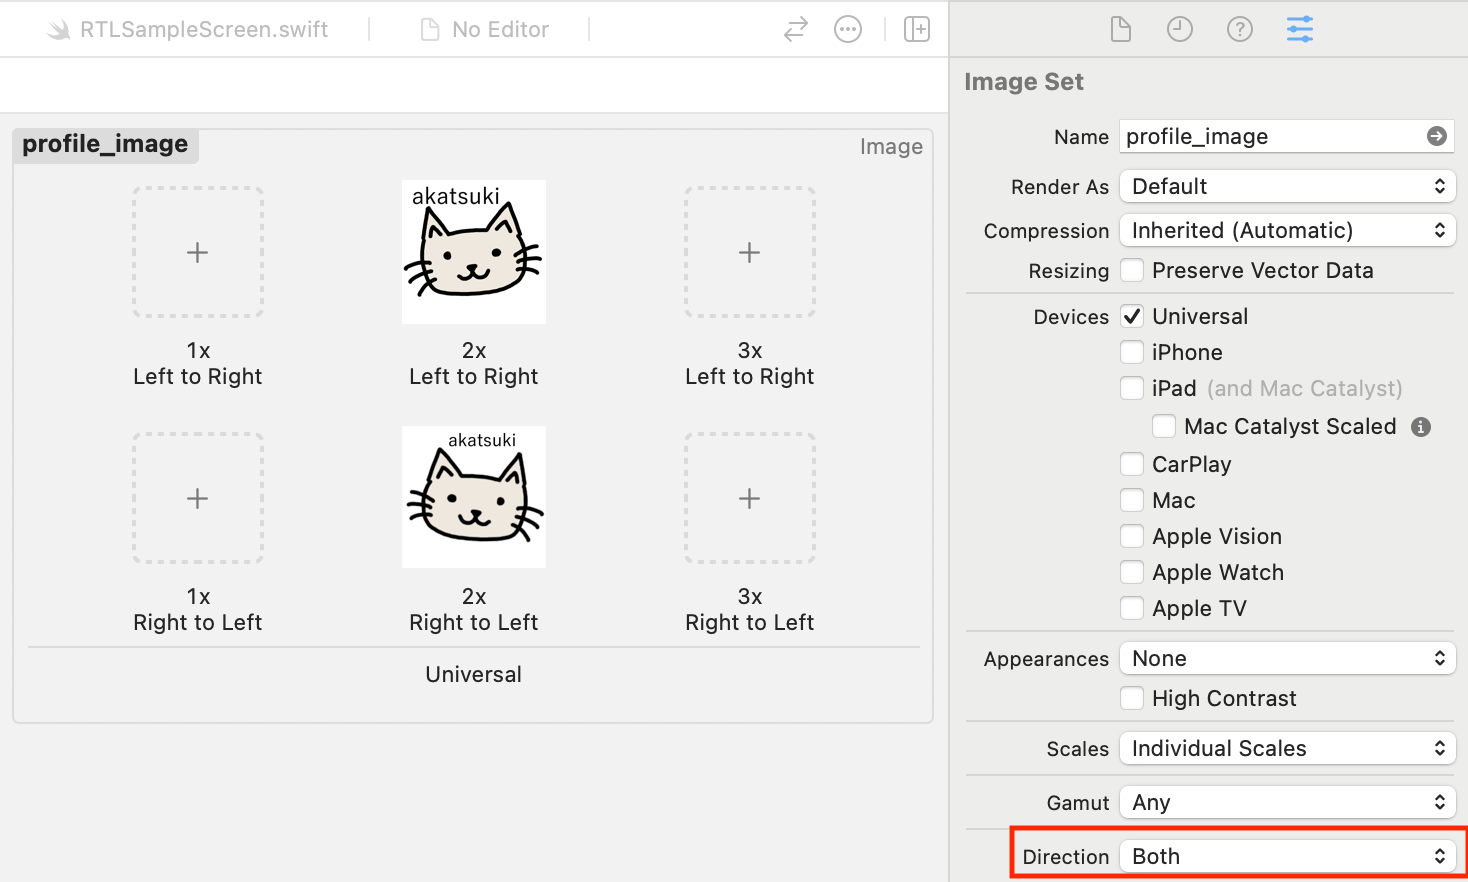 RTLSampleScreen.swift
No Editor
profile_image
Image
akatsuki
1x
Left to Right
2x
Left to Right
3x
Left to Right
akatsuki
1x
Right to Left
2x
Right to Left
3x
Right to Left
Universal
Image Set
Name profile_image
Render As Default
Compression Inherited (Automatic)
Resizing Preserve Vector Data
Devices Universal
iPhone
iPad (and Mac Catalyst)
Mac Catalyst Scaled
CarPlay
Mac
Apple Vision
Apple Watch
Apple TV
Appearances None
High Contrast
Scales Individual Scales
Gamut Any
Direction Both